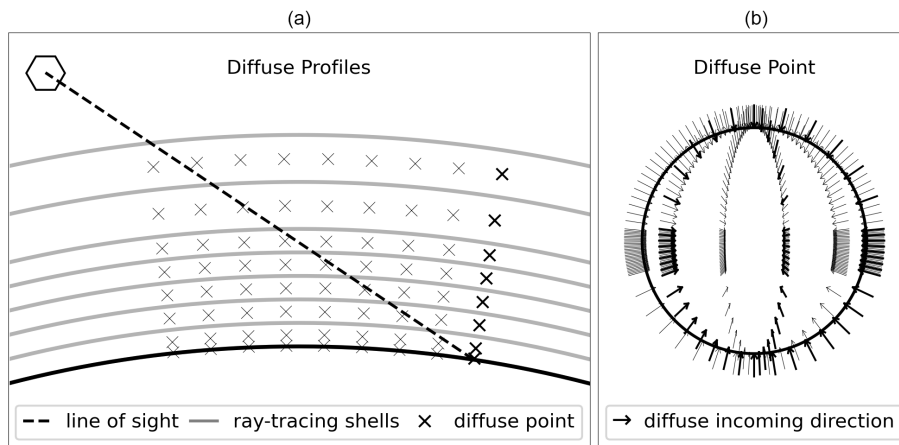 (a)
Diffuse Profiles
line of sight
ray-tracing shells
diffuse point
(b)
Diffuse Point
diffuse incoming direction